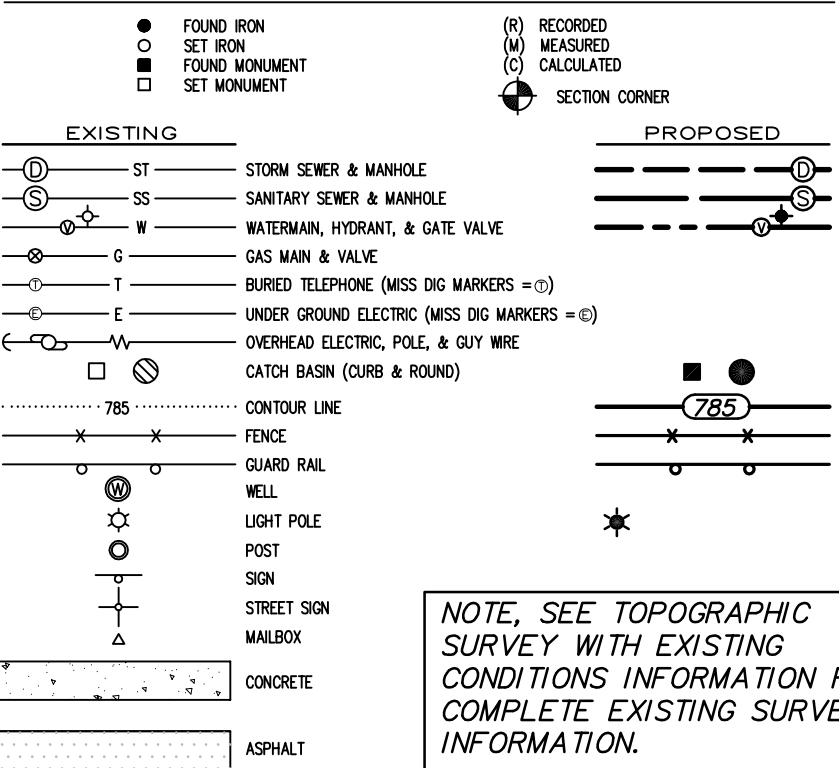 FOUND IRON
SET IRON
FOUND MONUMENT
SET MONUMENT
(R) RECORDED
(M) MEASURED
(C) CALCULATED
SECTION CORNER
EXISTING
PROPOSED
D ST STORM SEWER & MANHOLE D
S SS SANITARY SEWER & MANHOLE S
V W WATERMAIN, HYDRANT, & GATE VALVE V
G GAS MAIN & VALVE
T T BURIED TELEPHONE (MISS DIG MARKERS = T)
E E UNDER GROUND ELECTRIC (MISS DIG MARKERS = E)
OVERHEAD ELECTRIC, POLE, & GUY WIRE
CATCH BASIN (CURB & ROUND)
785 CONTOUR LINE 785
FENCE
GUARD RAIL
W WELL
LIGHT POLE
POST
SIGN
STREET SIGN
MAILBOX
CONCRETE
ASPHALT
NOTE, SEE TOPOGRAPHIC
SURVEY WITH EXISTING
CONDITIONS INFORMATION
COMPLETE EXISTING
INFORMATION.